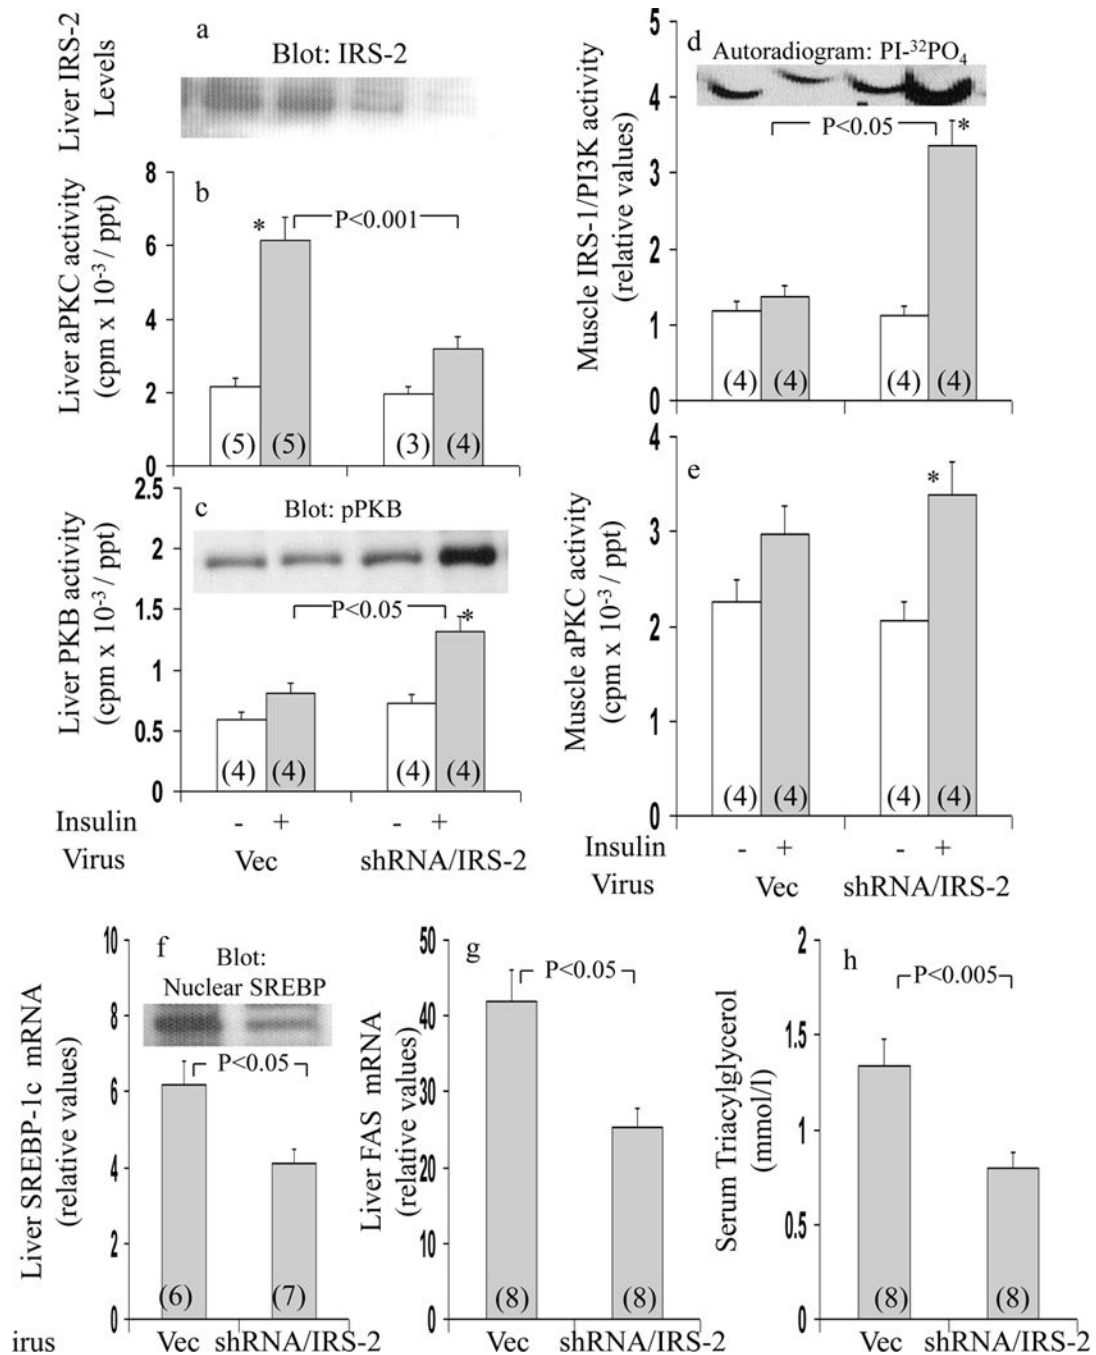 a
Blot: IRS-2
Liver IRS-2
Levels
b
Liver aPKC activity
(cpm x 10⁻³ / ppt)
8
6
4
2
0
*
P<0.001
(5)
(5)
(3)
(4)
c
Blot: pPKB
Liver PKB activity
(cpm x 10⁻³ / ppt)
2.5
2
1.5
1
0.5
0
P<0.05
*
(4)
(4)
(4)
(4)
Insulin - + - +
Virus Vec shRNA/IRS-2
d
Autoradiogram: PI-³²PO₄
Muscle IRS-1/PI3K activity
(relative values)
5
4
3
2
1
0
P<0.05
*
(4)
(4)
(4)
(4)
e
Muscle aPKC activity
(cpm x 10⁻³ / ppt)
4
3
2
1
0
*
(4)
(4)
(4)
(4)
Insulin - + - +
Virus Vec shRNA/IRS-2
f
Blot:
Nuclear SREBP
Liver SREBP-1c mRNA
(relative values)
10
8
6
4
2
0
P<0.05
(6)
(7)
irus Vec shRNA/IRS-2
g
Liver FAS mRNA
(relative values)
50
40
30
20
10
0
P<0.05
(8)
(8)
Vec shRNA/IRS-2
h
Serum Triacylglycerol
(mmol/l)
2
1.5
1
0.5
0
P<0.005
(8)
(8)
Vec shRNA/IRS-2